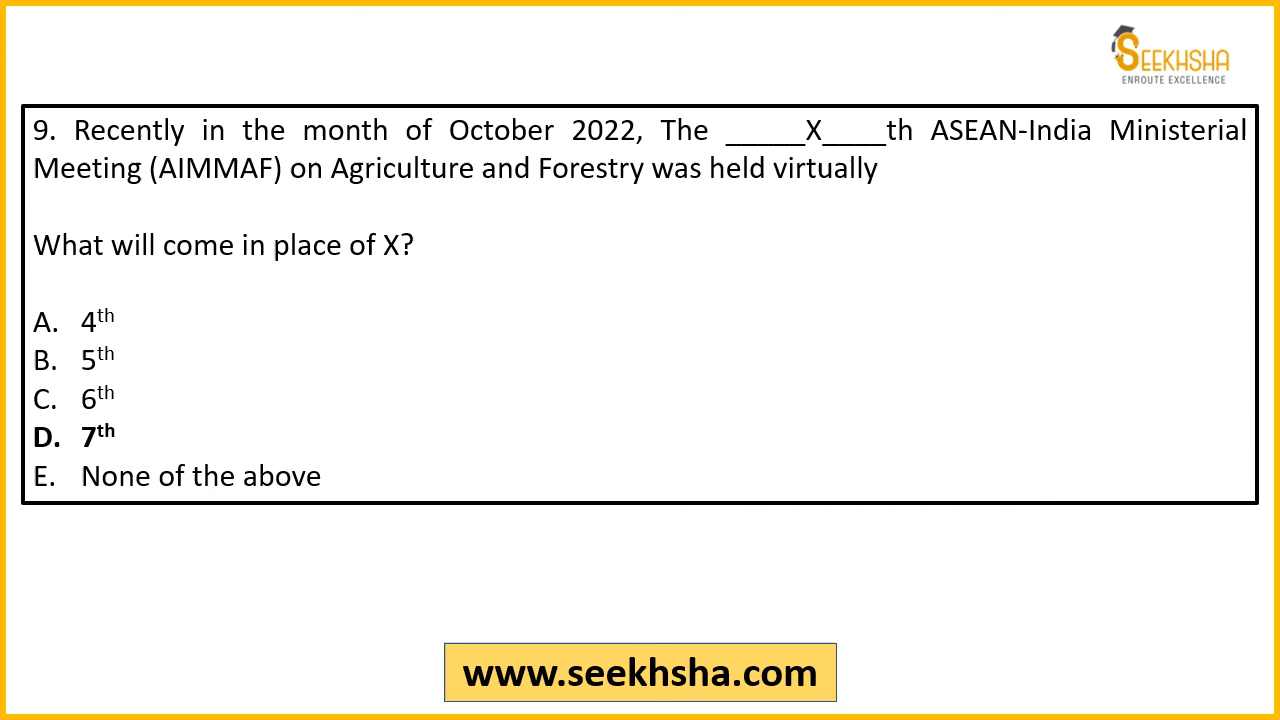 SEEKHSHA
ENROUTE EXCELLENCE
9. Recently in the month of October 2022, The _____X____th ASEAN-India Ministerial
Meeting (AIMMAF) on Agriculture and Forestry was held virtually
What will come in place of X?
A. 4th
B. 5th
C. 6th
D. 7th
E. None of the above
www.seekhsha.com